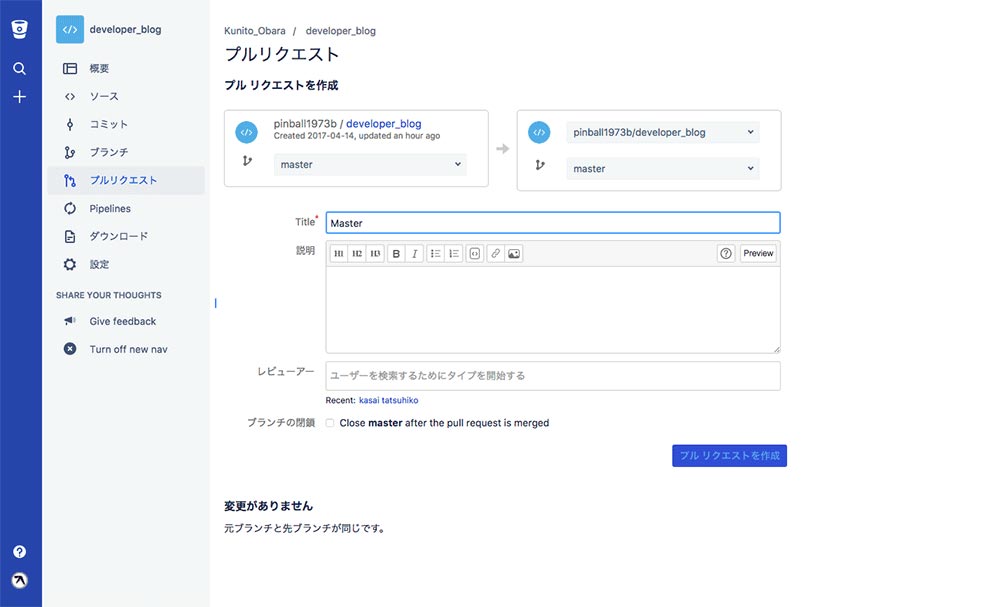 developer_blog
概要
ソース
コミット
ブランチ
プルリクエスト
Pipelines
ダウンロード
設定
SHARE YOUR THOUGHTS
Give feedback
Turn off new nav
Kunito_Obara / developer_blog
プルリクエスト
プル リクエストを作成
pinball1973b / developer_blog
Created 2017-04-14, updated an hour ago
master
pinball1973b/developer_blog
master
Title*
Master
説明
H1 H2 H3 B I
Preview
レビューアー
ユーザーを検索するためにタイプを開始する
Recent: kasai tatsuhiko
ブランチの閉鎖
Close master after the pull request is merged
プル リクエストを作成
変更がありません
元ブランチと先ブランチが同じです。